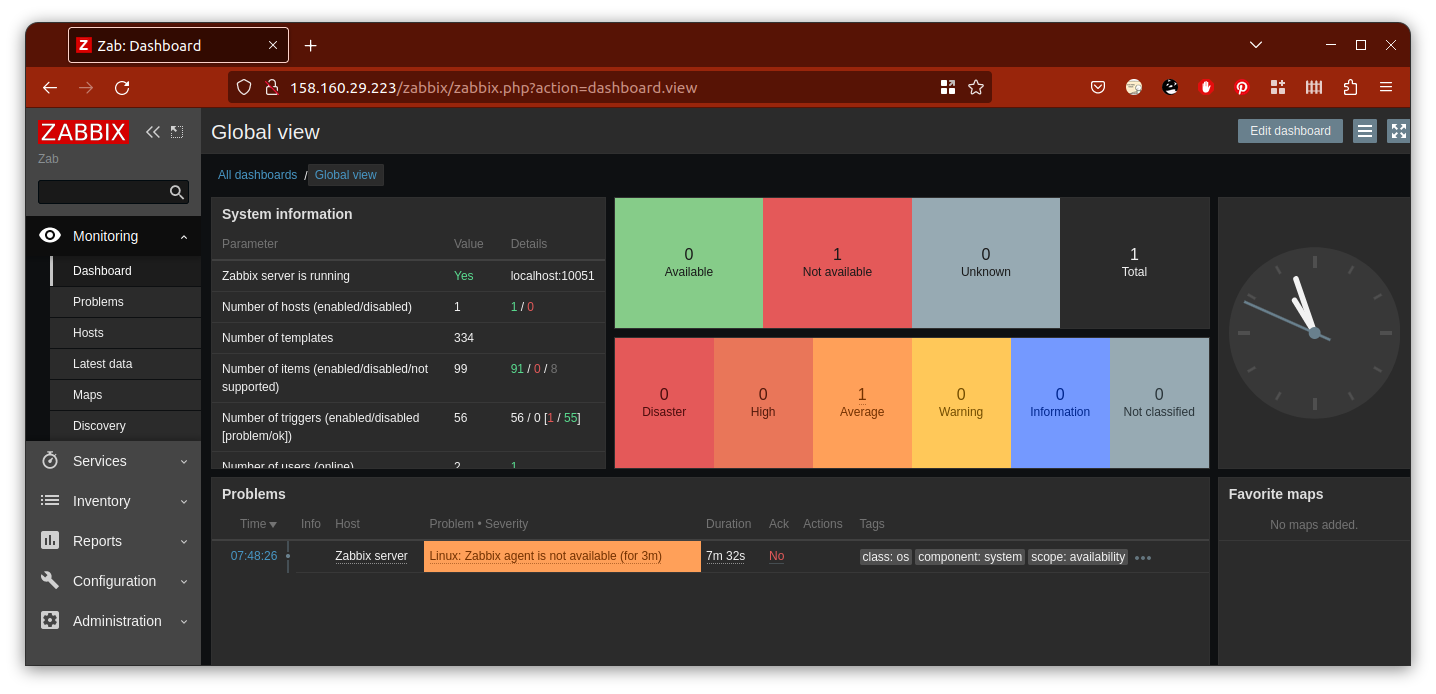 Z Zab: Dashboard
158.160.29.223/zabbix/zabbix.php?action=dashboard.view
ZABBIX
Zab
Monitoring
Dashboard
Problems
Hosts
Latest data
Maps
Discovery
Services
Inventory
Reports
Configuration
Administration
Global view
Edit dashboard
All dashboards / Global view
System information
Parameter Value Details
Zabbix server is running Yes localhost:10051
Number of hosts (enabled/disabled) 1 1 / 0
Number of templates 334
Number of items (enabled/disabled/not
supported) 99 91 / 0 / 8
Number of triggers (enabled/disabled
[problem/ok]) 56 56 / 0 [1 / 55]
Number of users (online) 2 1
0 1 0 1
Available Not available Unknown Total
0 0 1 0 0 0
Disaster High Average Warning Information Not classified
Problems
Time Info Host Problem • Severity Duration Ack Actions Tags
07:48:26 Zabbix server Linux: Zabbix agent is not available (for 3m) 7m 32s No class: os component: system scope: availability
Favorite maps
No maps added.